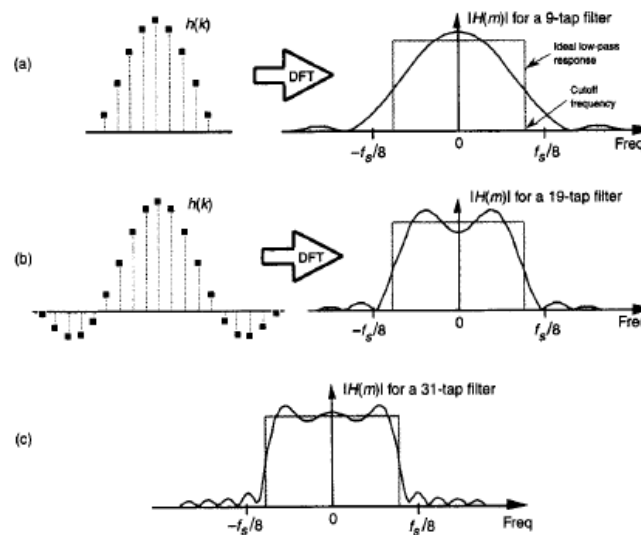 h(k)
|H(m)| for a 9-tap filter
(a)
DFT
Ideal low-pass
response
Cutoff
frequency
−fs/8
0
fs/8
Freq
h(k)
|H(m)| for a 19-tap filter
(b)
DFT
−fs/8
0
fs/8
Freq
|H(m)| for a 31-tap filter
(c)
−fs/8
0
fs/8
Freq